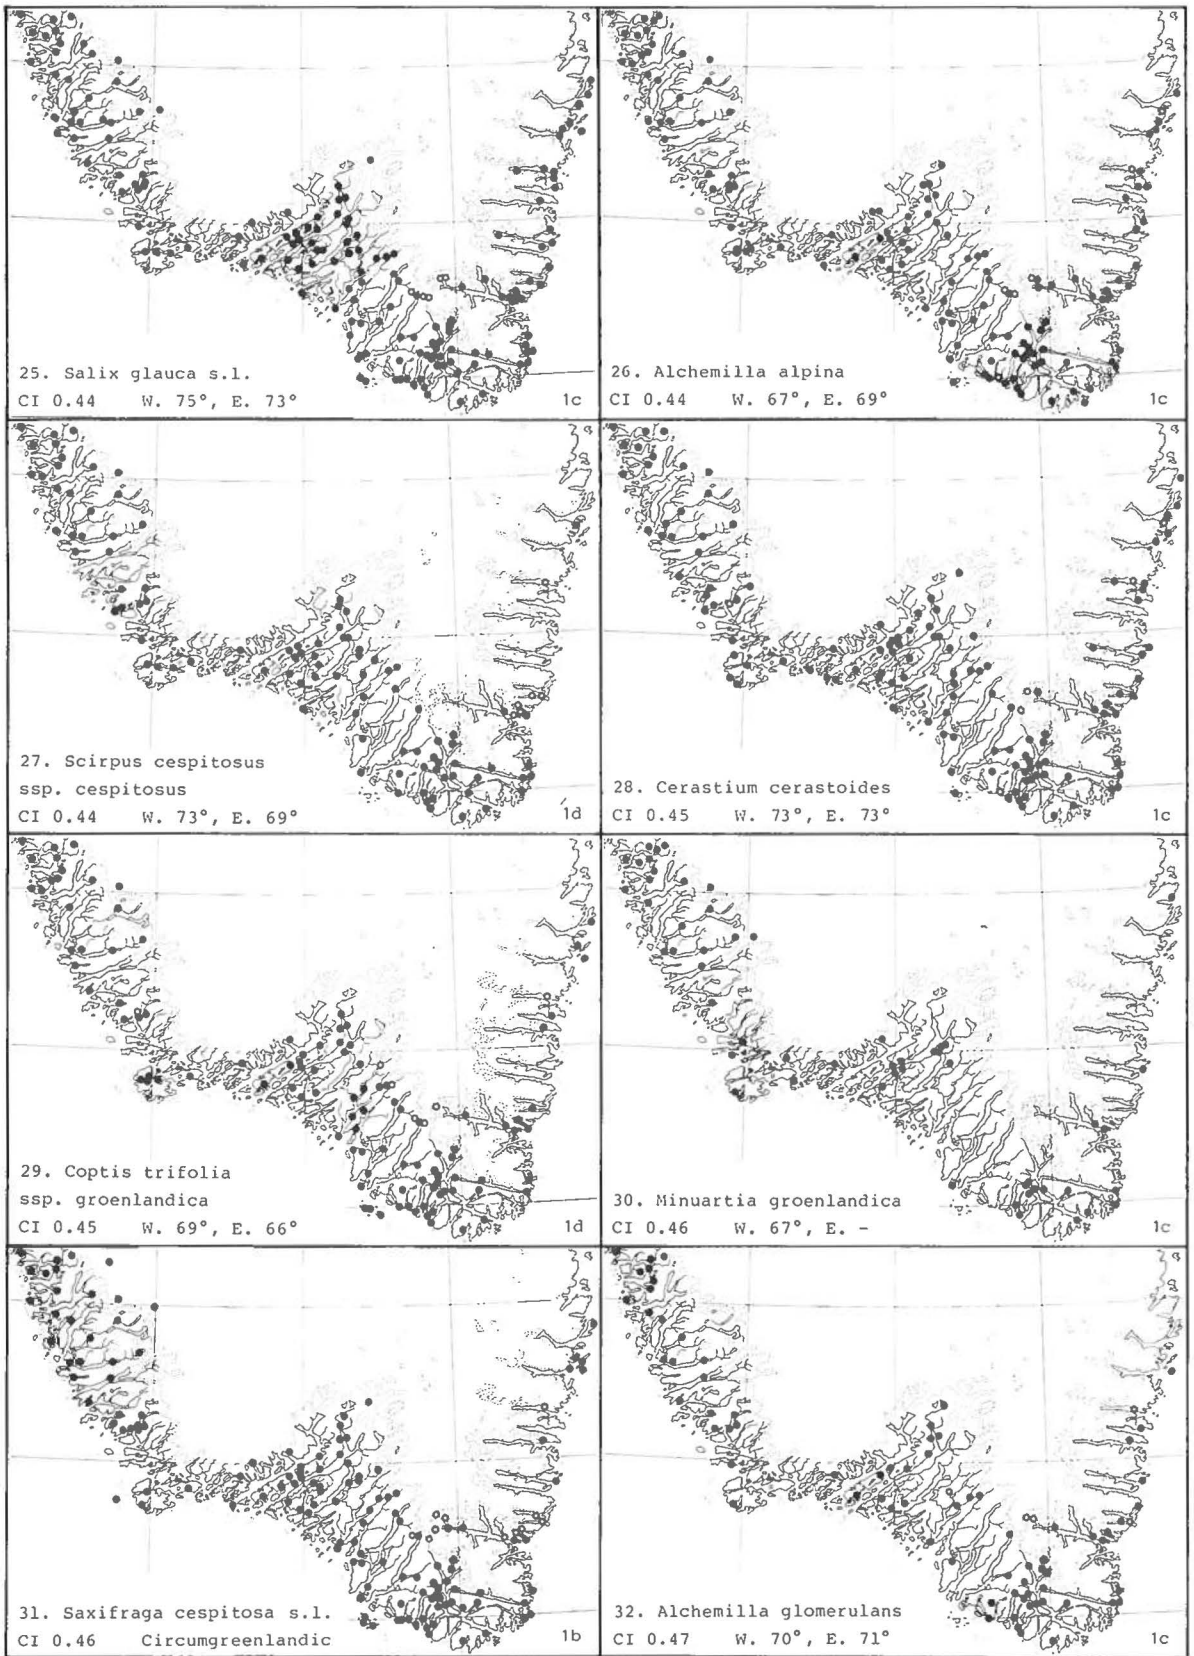 25. Salix glauca s.l.
CI 0.44 W. 75°, E. 73° 1c
26. Alchemilla alpina
CI 0.44 W. 67°, E. 69° 1c
27. Scirpus cespitosus
ssp. cespitosus
CI 0.44 W. 73°, E. 69° 1d
28. Cerastium cerastoides
CI 0.45 W. 73°, E. 73° 1c
29. Coptis trifolia
ssp. groenlandica
CI 0.45 W. 69°, E. 66° 1d
30. Minuartia groenlandica
CI 0.46 W. 67°, E. - 1c
31. Saxifraga cespitosa s.l.
CI 0.46 Circumgreenlandic 1b
32. Alchemilla glomerulans
CI 0.47 W. 70°, E. 71° 1c